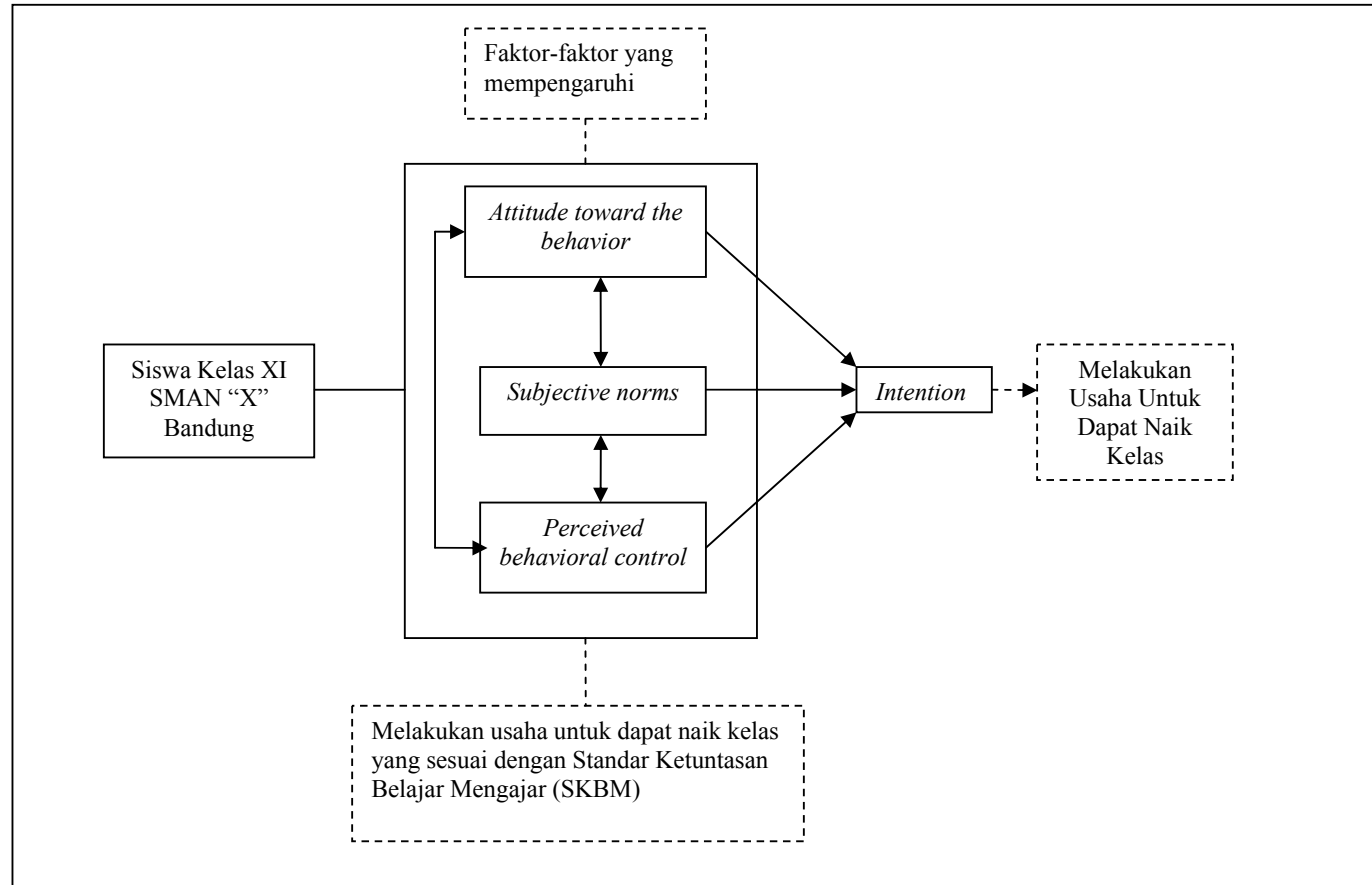 Faktor-faktor yang
mempengaruhi
Attitude toward the
behavior
Siswa Kelas XI
SMAN “X”
Bandung
Subjective norms
Intention
Melakukan
Usaha Untuk
Dapat Naik
Kelas
Perceived
behavioral control
Melakukan usaha untuk dapat naik kelas
yang sesuai dengan Standar Ketuntasan
Belajar Mengajar (SKBM)